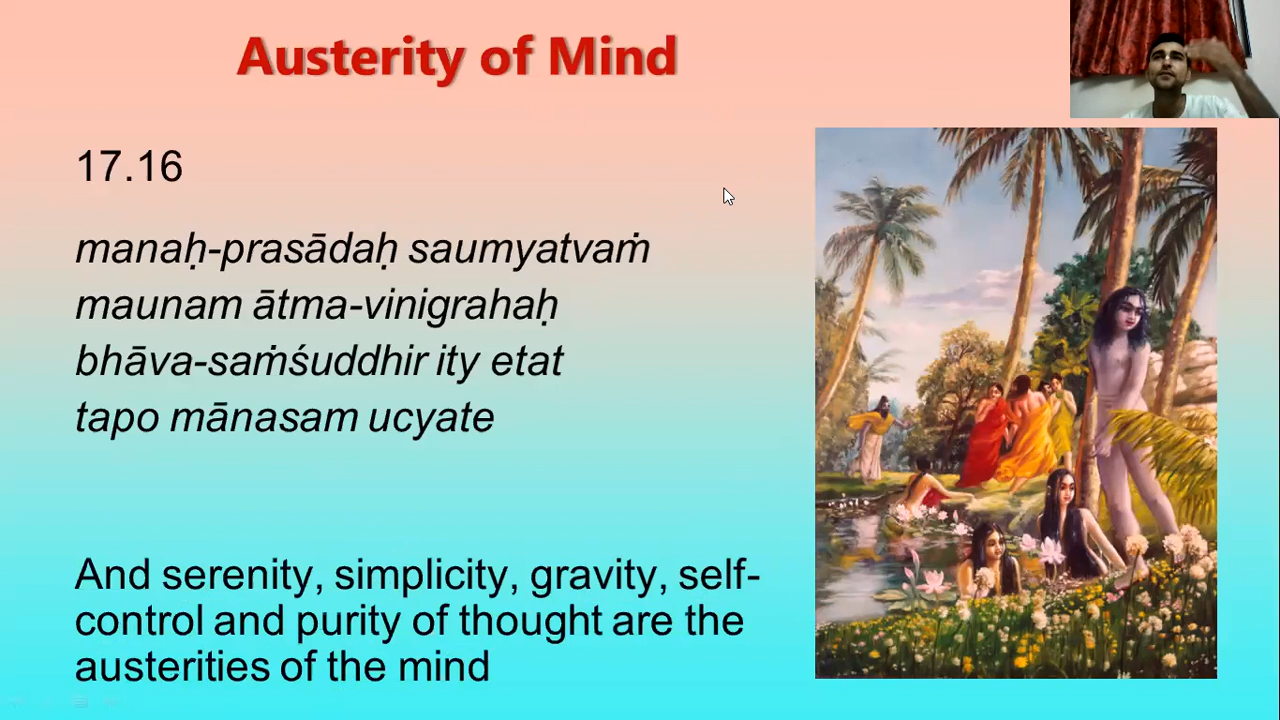 Austerity of Mind
17.16
manaḥ-prasādaḥ saumyatvaṁ
maunam ātma-vinigrahaḥ
bhāva-saṁśuddhir ity etat
tapo mānasam ucyate
And serenity, simplicity, gravity, self-
control and purity of thought are the
austerities of the mind